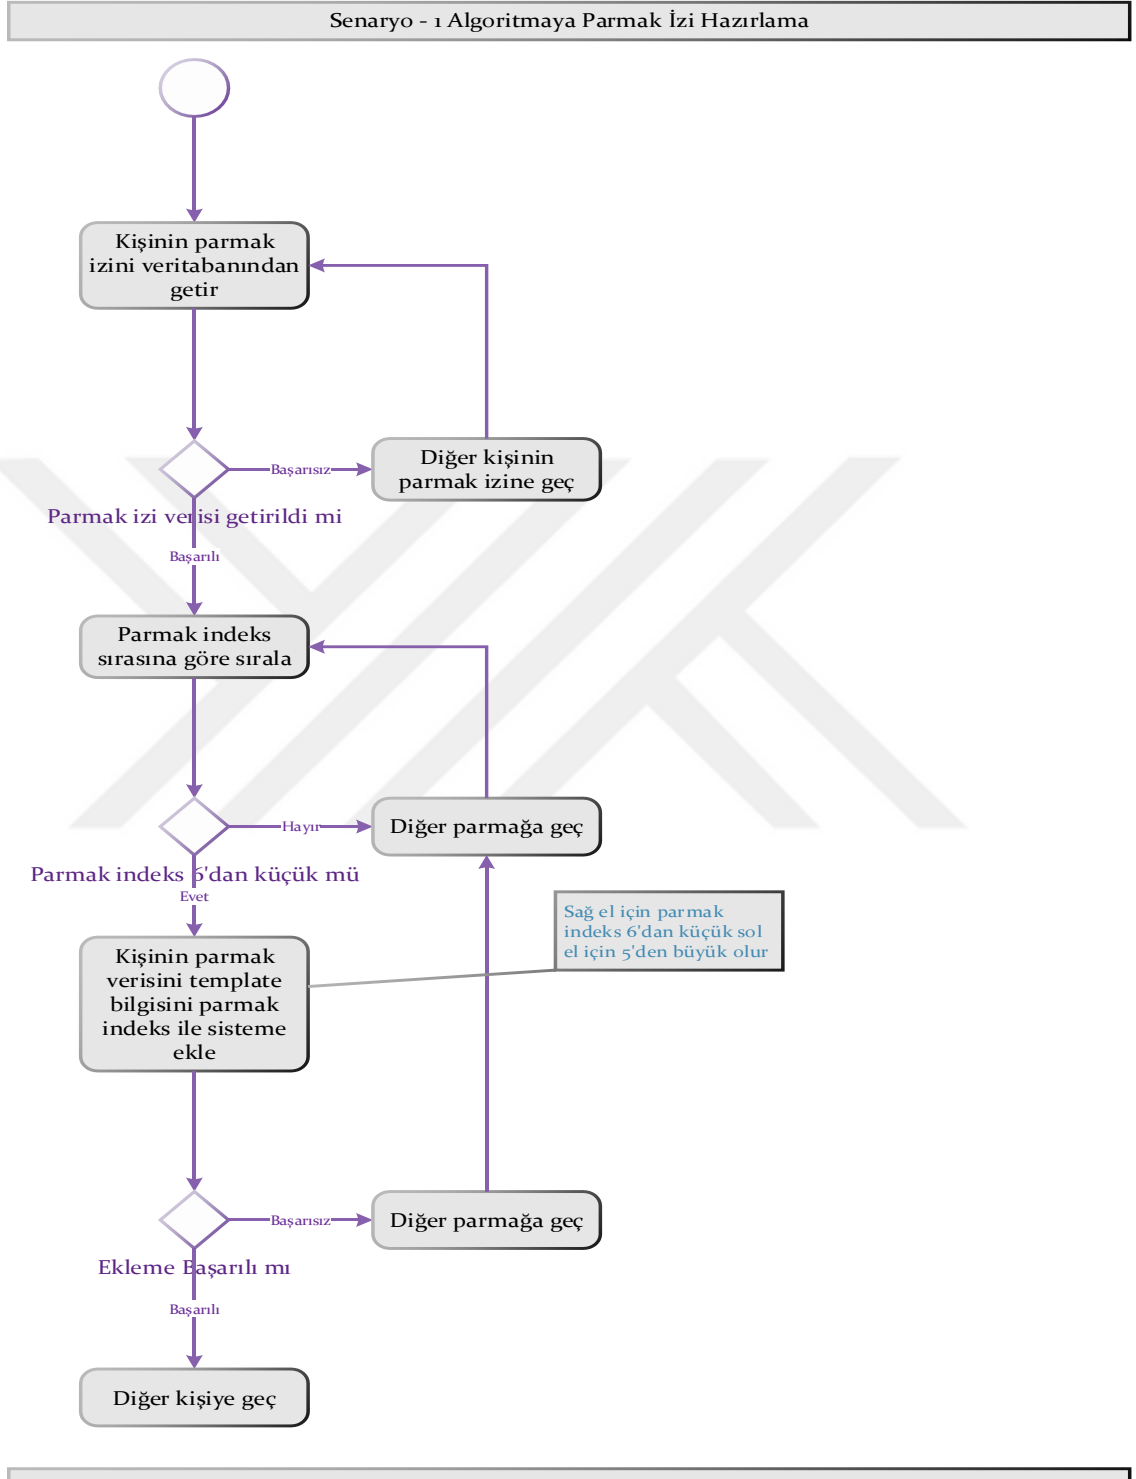 Senaryo - 1 Algoritmaya Parmak İzi Hazırlama
Kişinin parmak
izini veritabanından
getir
Başarısız
Diğer kişinin
parmak izine geç
Parmak izi verisi getirildi mi
Başarılı
Parmak indeks
sırasına göre sırala
Hayır
Diğer parmağa geç
Parmak indeks 6'dan küçük mü
Evet
Sağ el için parmak
indeks 6'dan küçük sol
el için 5'den büyük olur
Kişinin parmak
verisini template
bilgisini parmak
indeks ile sisteme
ekle
Başarısız
Diğer parmağa geç
Ekleme Başarılı mı
Başarılı
Diğer kişiye geç